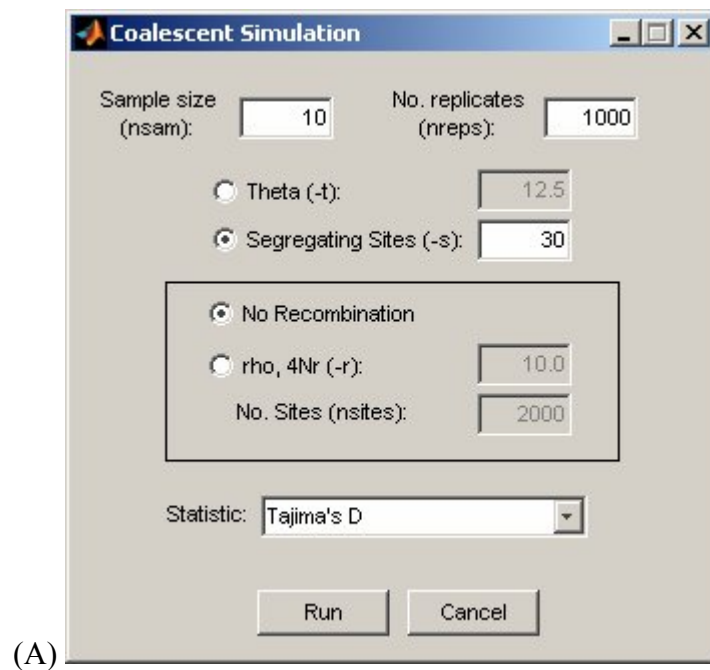 Coalescent Simulation
Sample size (nsam): 10 No. replicates (nreps): 1000
Theta (-t): 12.5
Segregating Sites (-s): 30
No Recombination
rho, 4Nr (-r): 10.0
No. Sites (nsites): 2000
Statistic: Tajima's D
Run Cancel
(A)